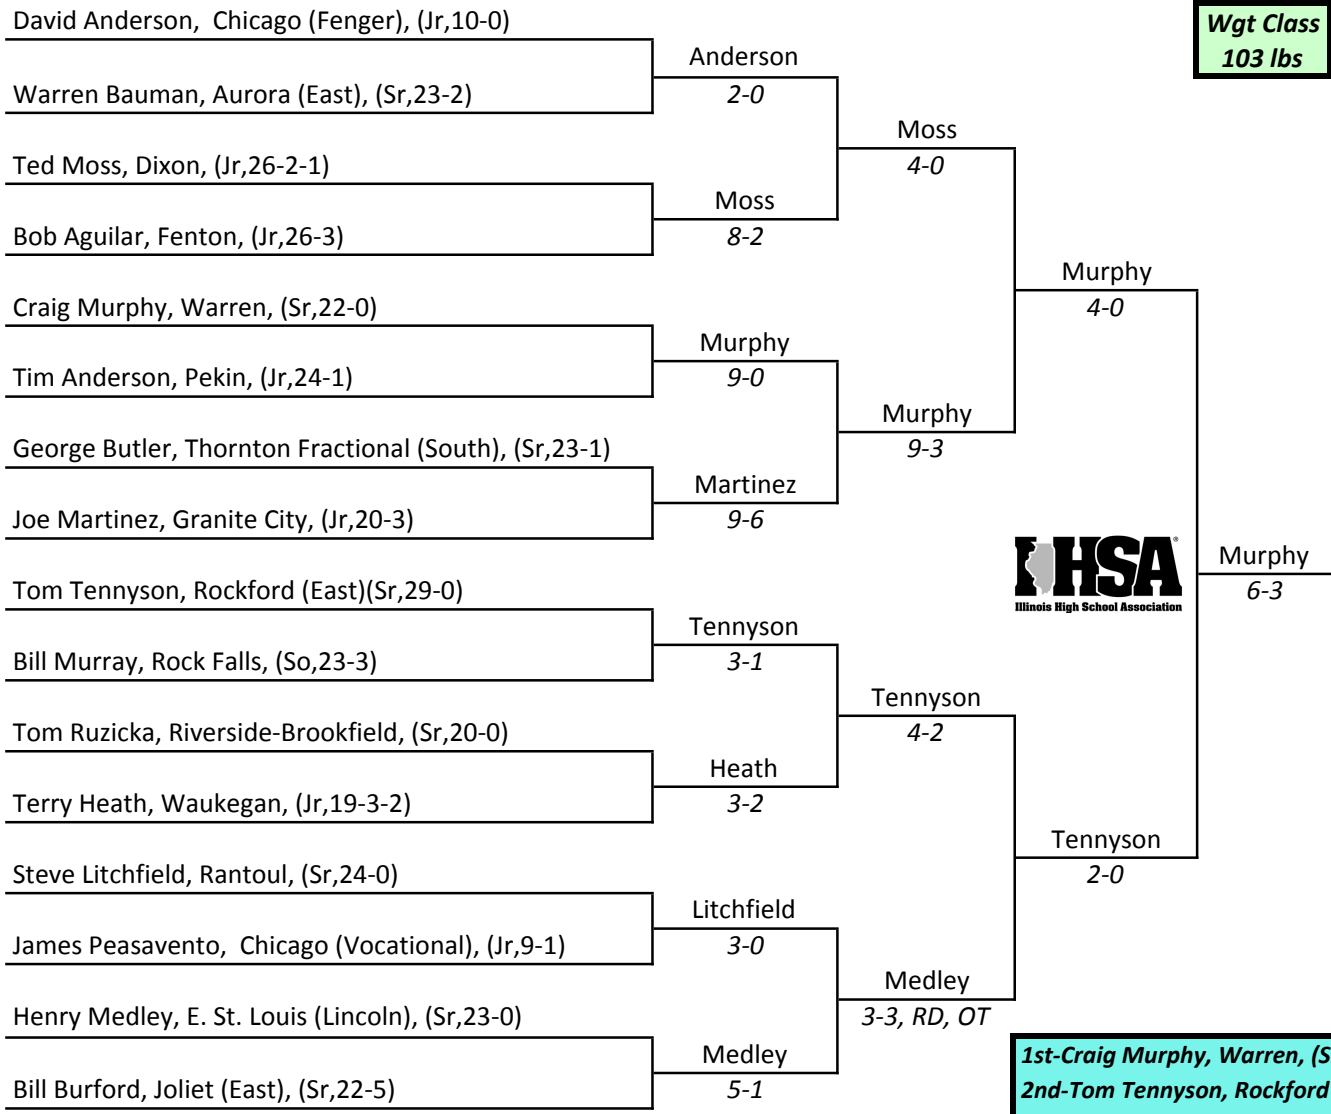 David Anderson,  Chicago (Fenger), (Jr,10-0)
Wgt Class
103 lbs
Anderson
2-0
Warren Bauman, Aurora (East), (Sr,23-2)
Moss
4-0
Ted Moss, Dixon, (Jr,26-2-1)
Moss
8-2
Bob Aguilar, Fenton, (Jr,26-3)
Murphy
4-0
Craig Murphy, Warren, (Sr,22-0)
Murphy
9-0
Tim Anderson, Pekin, (Jr,24-1)
Murphy
9-3
George Butler, Thornton Fractional (South), (Sr,23-1)
Martinez
9-6
Joe Martinez, Granite City, (Jr,20-3)
IHSA®
Illinois High School Association
Murphy
6-3
Tom Tennyson, Rockford (East)(Sr,29-0)
Tennyson
3-1
Bill Murray, Rock Falls, (So,23-3)
Tennyson
4-2
Tom Ruzicka, Riverside-Brookfield, (Sr,20-0)
Heath
3-2
Terry Heath, Waukegan, (Jr,19-3-2)
Tennyson
2-0
Steve Litchfield, Rantoul, (Sr,24-0)
Litchfield
3-0
James Peasavento,  Chicago (Vocational), (Jr,9-1)
Medley
3-3, RD, OT
Henry Medley, E. St. Louis (Lincoln), (Sr,23-0)
Medley
5-1
Bill Burford, Joliet (East), (Sr,22-5)
1st-Craig Murphy, Warren, (S
2nd-Tom Tennyson, Rockford